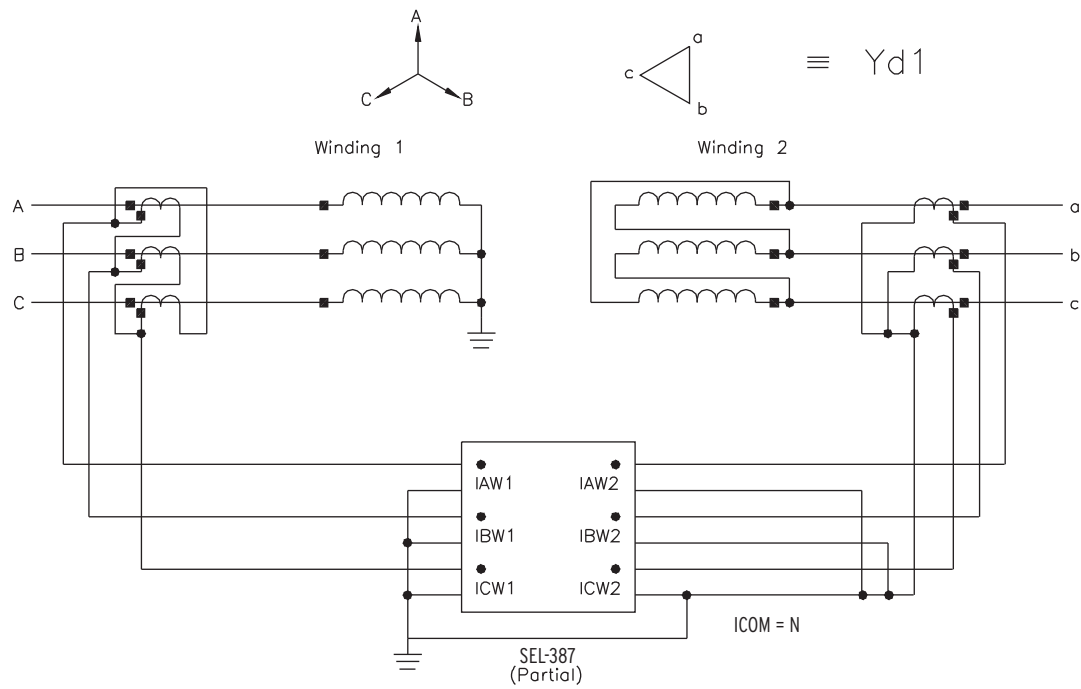 A
C B
a
c
b
≡ Yd1
Winding 1
Winding 2
A
B
C
a
b
c
IAW1 IAW2
IBW1 IBW2
ICW1 ICW2
ICOM = N
SEL-387
(Partial)